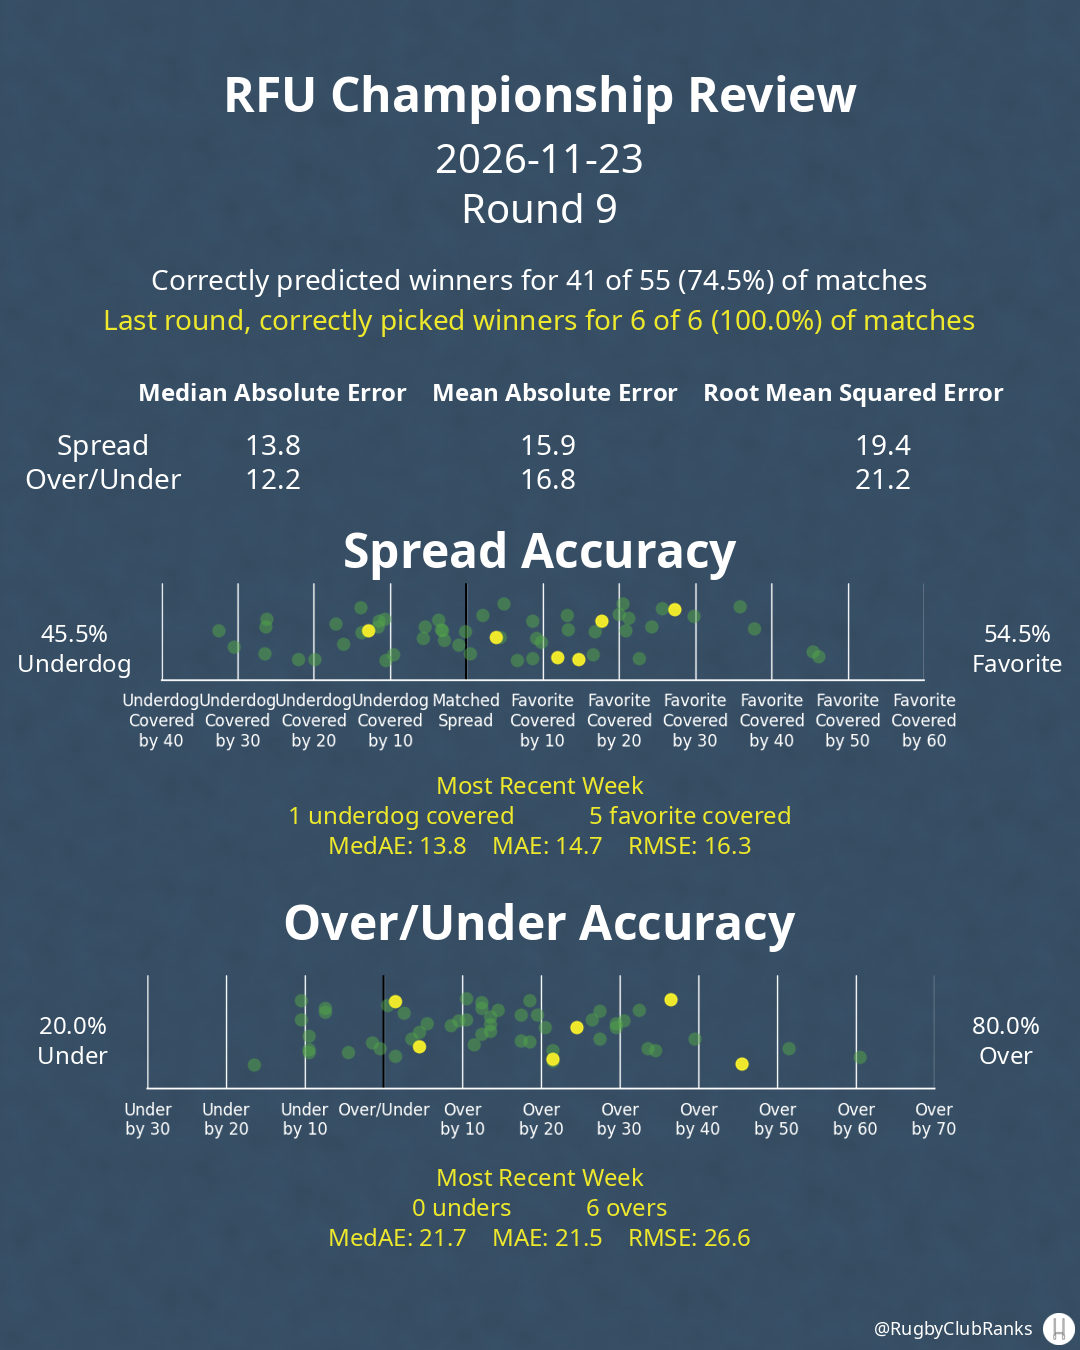 RFU Championship Review
2026-11-23
Round 9
Correctly predicted winners for 41 of 55 (74.5%) of matches
Last round, correctly picked winners for 6 of 6 (100.0%) of matches
Median Absolute Error Mean Absolute Error Root Mean Squared Error
Spread 13.8 15.9 19.4
Over/Under 12.2 16.8 21.2
Spread Accuracy
45.5% 54.5%
Underdog Favorite
Underdog Underdog Underdog Underdog Matched Favorite Favorite Favorite Favorite Favorite Favorite
Covered Covered Covered Covered Spread Covered Covered Covered Covered Covered Covered
by 40 by 30 by 20 by 10 by 10 by 20 by 30 by 40 by 50 by 60
Most Recent Week
1 underdog covered 5 favorite covered
MedAE: 13.8 MAE: 14.7 RMSE: 16.3
Over/Under Accuracy
20.0% 80.0%
Under Over
Under Under Under Over/Under Over Over Over Over Over Over Over
by 30 by 20 by 10 by 10 by 20 by 30 by 40 by 50 by 60 by 70
Most Recent Week
0 unders 6 overs
MedAE: 21.7 MAE: 21.5 RMSE: 26.6
@RugbyClubRanks